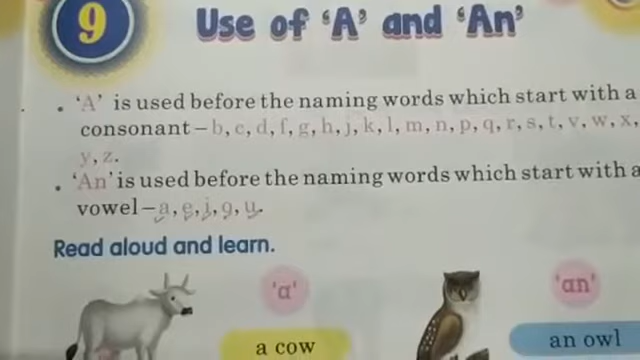 9
Use of 'A' and 'An'
• 'A' is used before the naming words which start with a
consonant – b, c, d, f, g, h, j, k, l, m, n, p, q, r, s, t, v, w, x,
y, z.
• 'An' is used before the naming words which start with a
vowel – a, e, i, o, u.
Read aloud and learn.
'a'
a cow
'an'
an owl